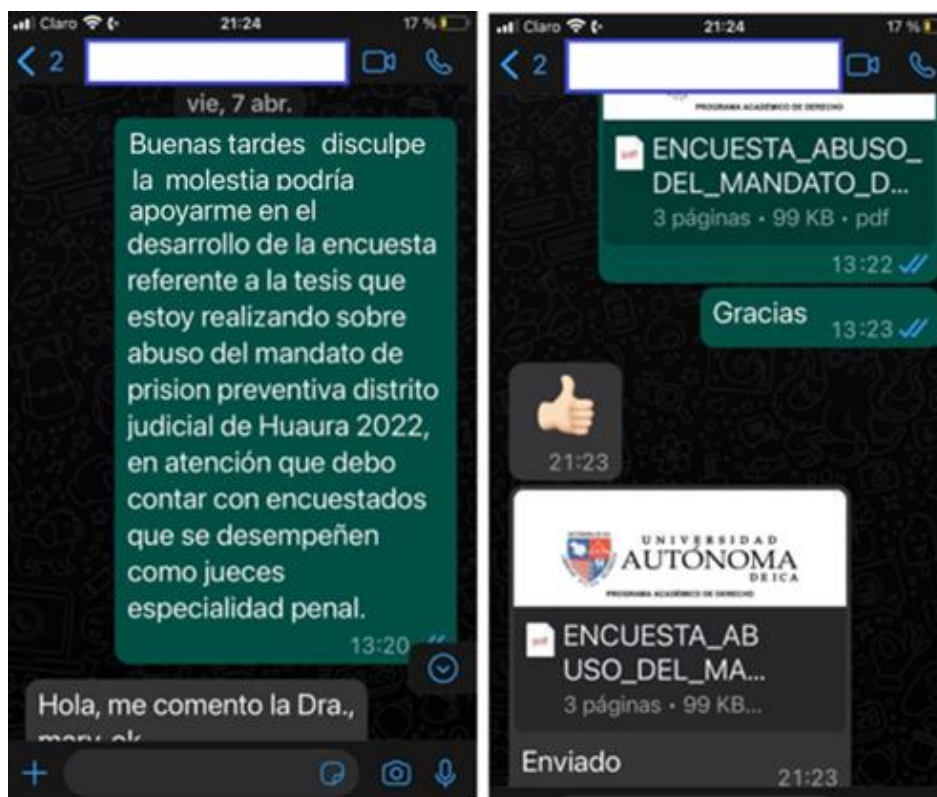 Claro
21:24
17 %
2
vie, 7 abr.
Buenas tardes disculpe
la molestia podría
apoyarme en el
desarrollo de la encuesta
referente a la tesis que
estoy realizando sobre
abuso del mandato de
prision preventiva distrito
judicial de Huaura 2022,
en atención que debo
contar con encuestados
que se desempeñen
como jueces
especialidad penal.
13:20
Hola, me comento la Dra.,
mary, ok
Claro
21:24
17 %
2
PROGRAMA ACADÉMICO DE DERECHO
ENCUESTA_ABUSO_
DEL_MANDATO_D...
3 páginas • 99 KB • pdf
13:22
Gracias
13:23
21:23
UNIVERSIDAD
AUTÓNOMA
DE ICA
PROGRAMA ACADÉMICO DE DERECHO
pdf
ENCUESTA_AB
USO_DEL_MA...
3 páginas • 99 KB...
Enviado
21:23